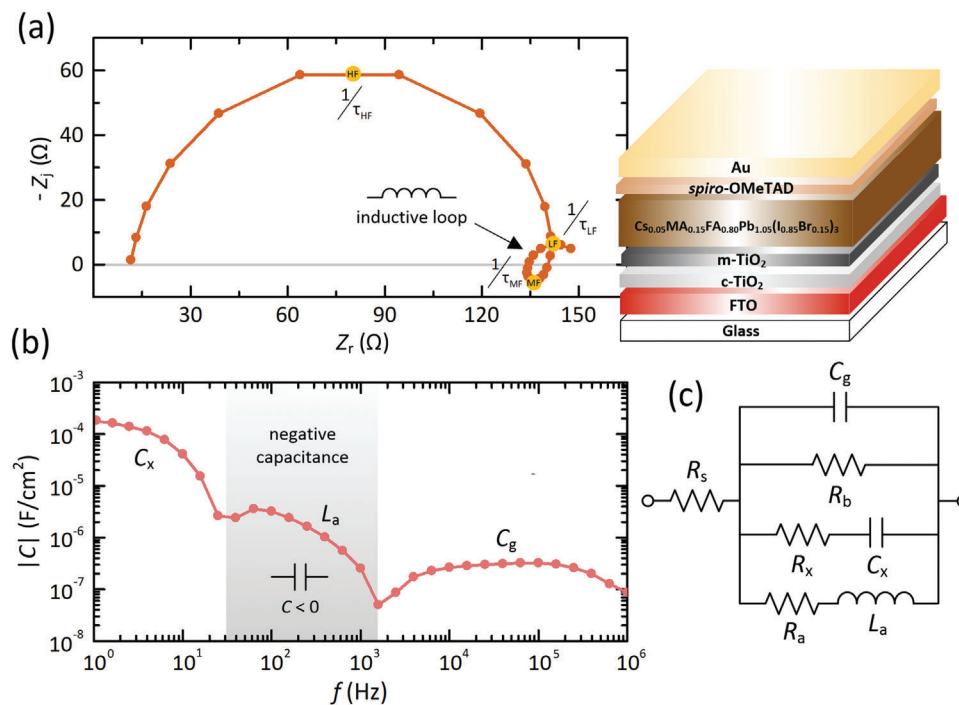 (a)
60
40
20
0
- Zj (Ω)
30
60
90
120
150
Zr (Ω)
HF
1/τHF
inductive loop
1/τLF
LF
1/τMF
MF
Au
spiro-OMeTAD
Cs0.05MA0.15FA0.80Pb1.05(I0.85Br0.15)3
m-TiO2
c-TiO2
FTO
Glass
(b)
10^-3
10^-4
10^-5
10^-6
10^-7
10^-8
|C| (F/cm^2)
10^0
10^1
10^2
10^3
10^4
10^5
10^6
f (Hz)
negative
capacitance
Cx
La
Cg
C < 0
(c)
Cg
Rs
Rb
Rx
Cx
Ra
La